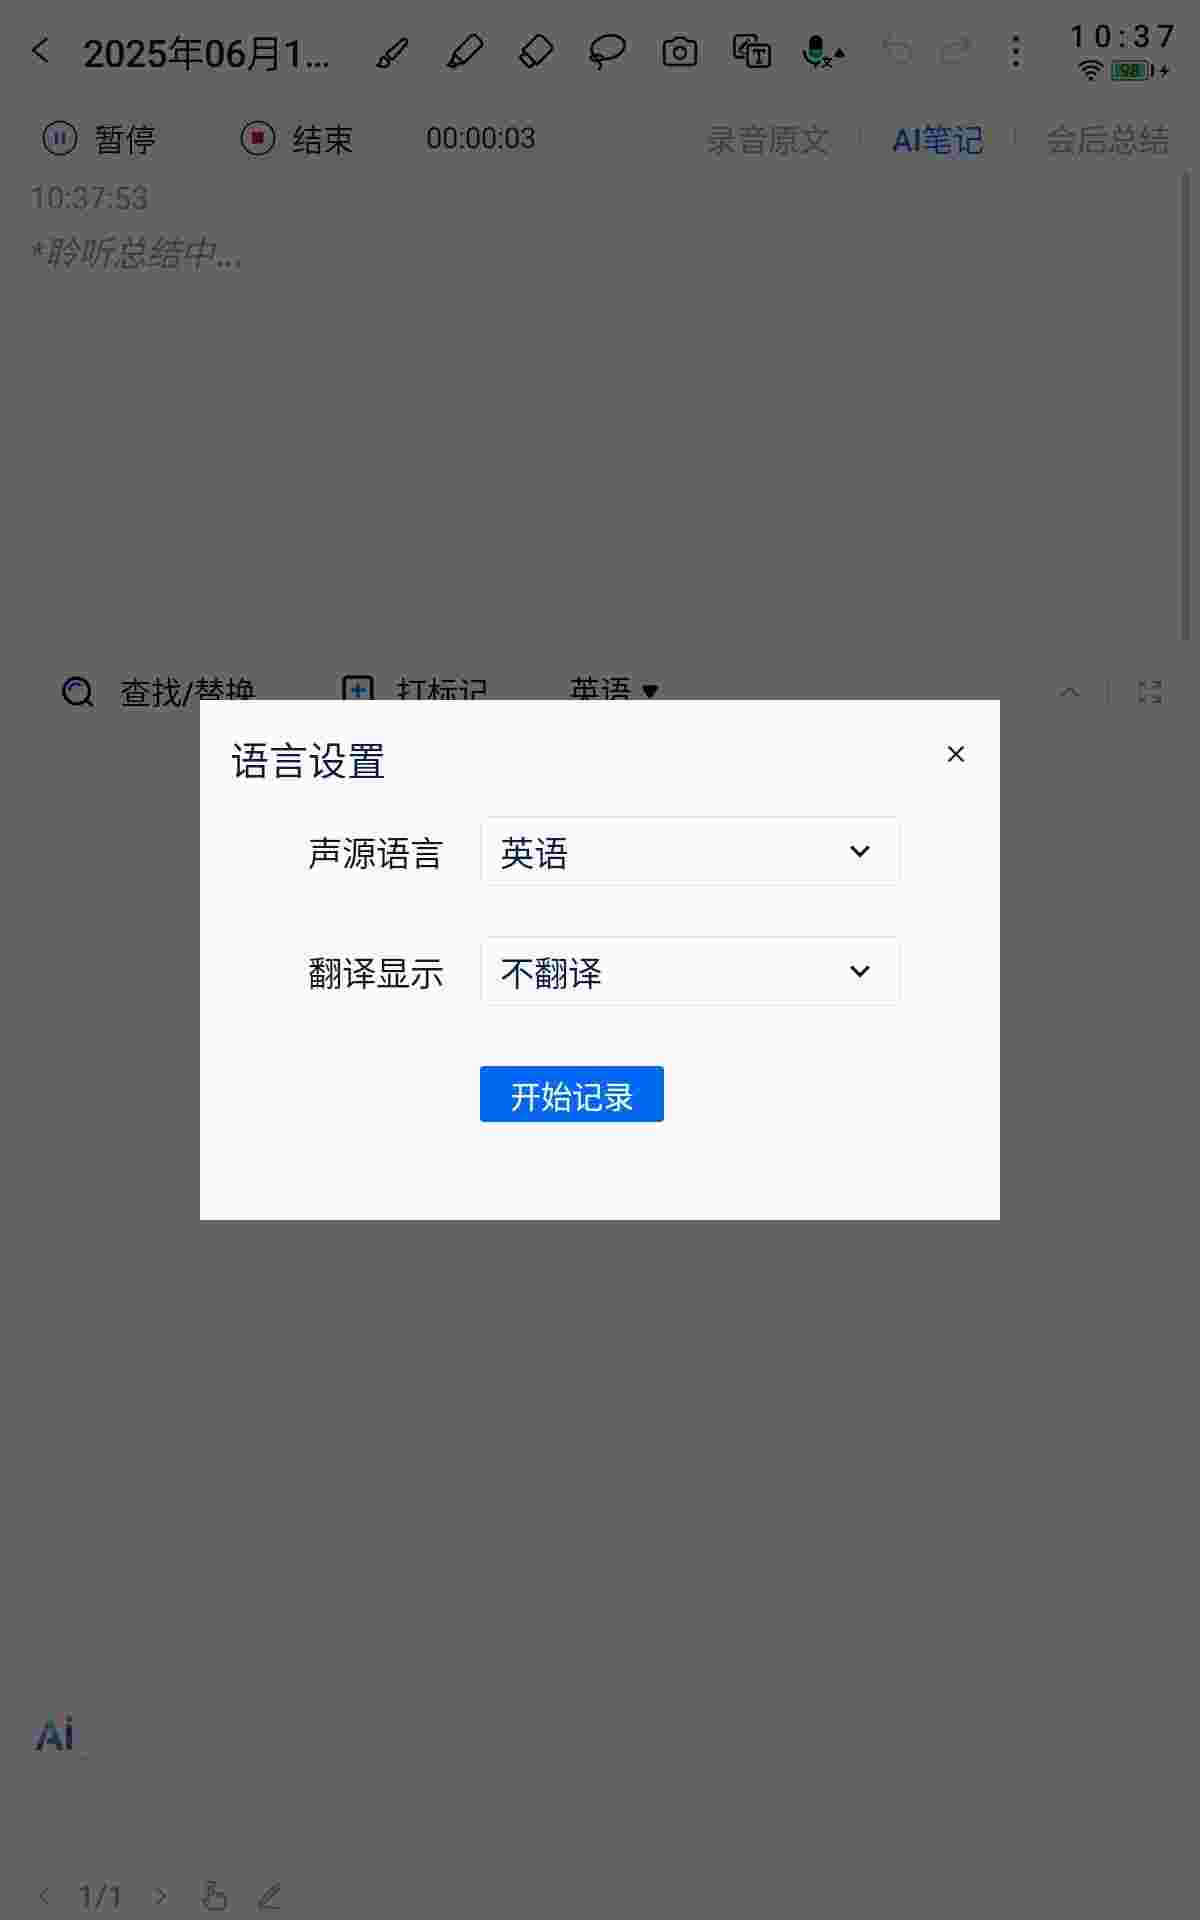 2025年06月1...
10:37
98
暂停 结束 00:00:03 录音原文 AI笔记 会后总结
10:37:53
*聆听总结中...
查找/替换 打标记 英语
语言设置
声源语言 英语
翻译显示 不翻译
开始记录
Ai
1/1